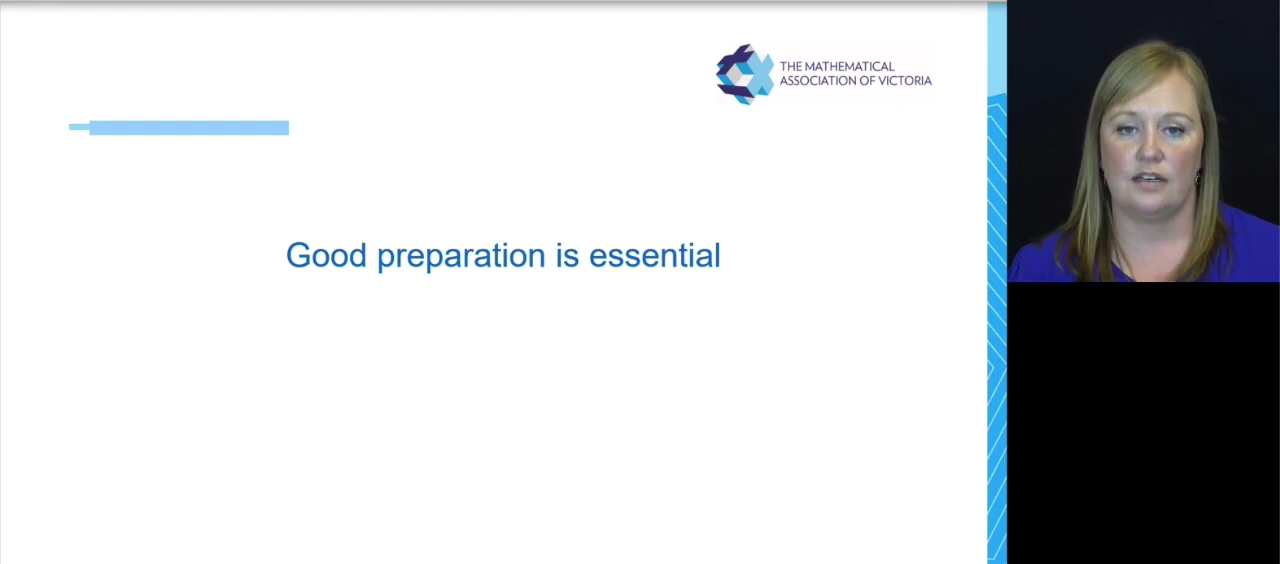 THE MATHEMATICAL
ASSOCIATION OF VICTORIA
Good preparation is essential